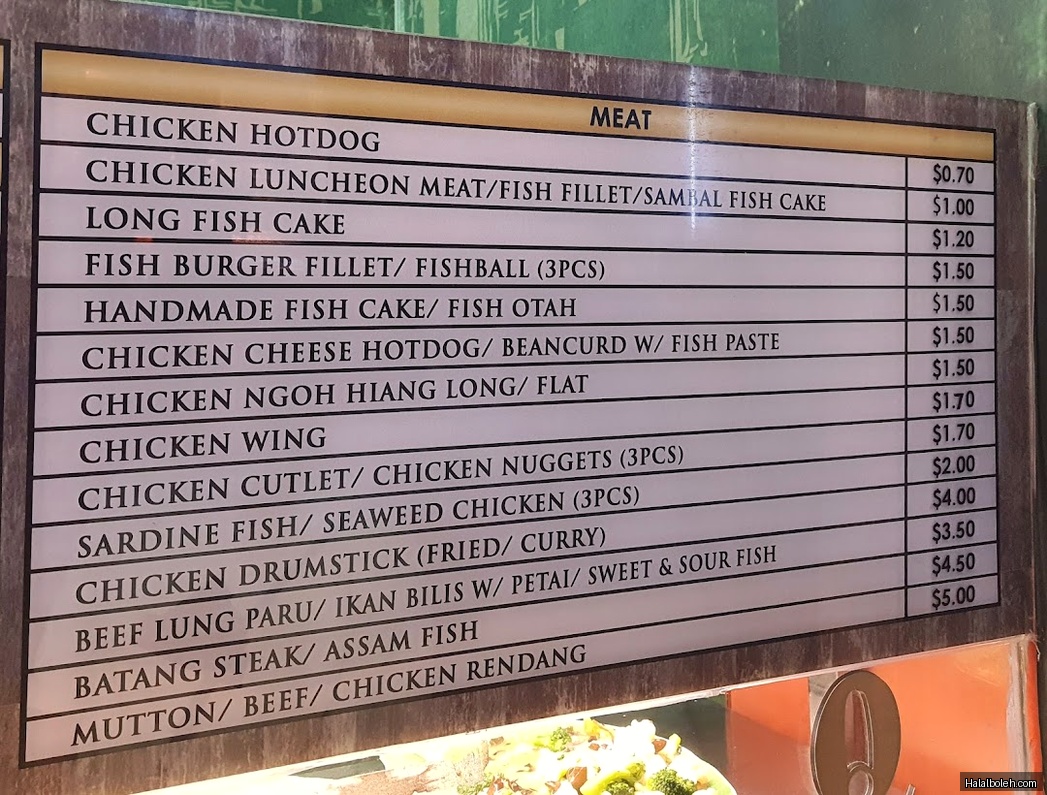 MEAT
CHICKEN HOTDOG $0.70
CHICKEN LUNCHEON MEAT/FISH FILLET/SAMBAL FISH CAKE $1.00
LONG FISH CAKE $1.20
FISH BURGER FILLET/ FISHBALL (3PCS) $1.50
HANDMADE FISH CAKE/ FISH OTAH $1.50
CHICKEN CHEESE HOTDOG/ BEANCURD W/ FISH PASTE $1.50
CHICKEN NGOH HIANG LONG/ FLAT $1.50
CHICKEN WING $1.70
CHICKEN CUTLET/ CHICKEN NUGGETS (3PCS) $1.70
SARDINE FISH/ SEAWEED CHICKEN (3PCS) $2.00
CHICKEN DRUMSTICK (FRIED/ CURRY) $4.00
BEEF LUNG PARU/ IKAN BILIS W/ PETAI/ SWEET & SOUR FISH $3.50
BATANG STEAK/ ASSAM FISH $4.50
MUTTON/ BEEF/ CHICKEN RENDANG $5.00
Halalboleh.com